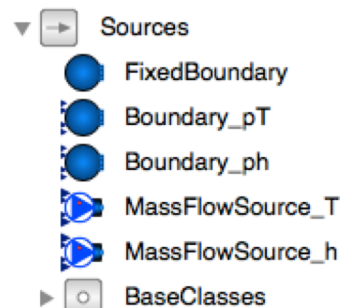 Sources
FixedBoundary
Boundary_pT
Boundary_ph
MassFlowSource_T
MassFlowSource_h
BaseClasses